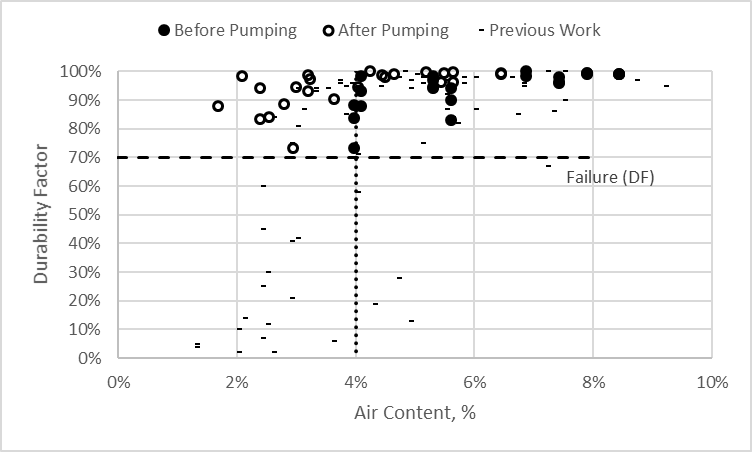 Before Pumping After Pumping Previous Work
100%
90%
80%
70%
60%
50%
40%
30%
20%
10%
0%
Durability Factor
Failure (DF)
0% 2% 4% 6% 8% 10%
Air Content, %